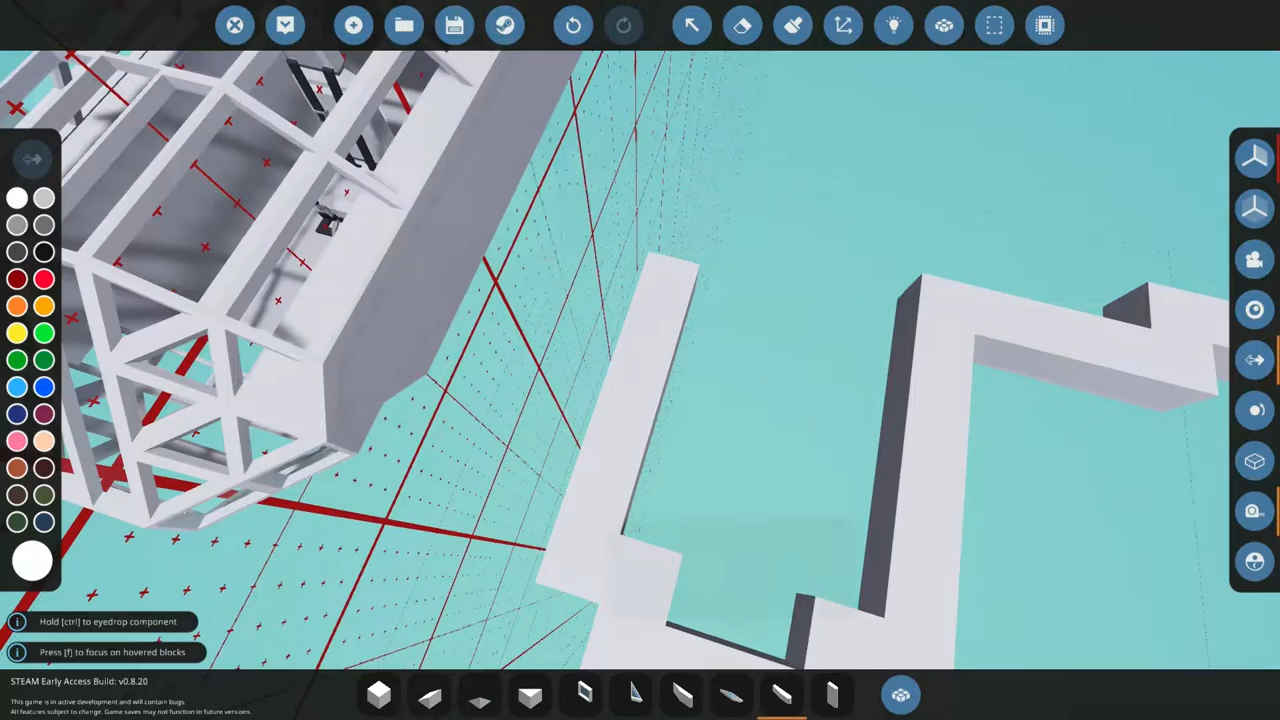 Hold [ctrl] to eyedrop component
Press [f] to focus on hovered blocks
STEAM Early Access Build: v0.8.20
This game is in active development and will contain bugs.
All features subject to change. Game saves may not function in future versions.